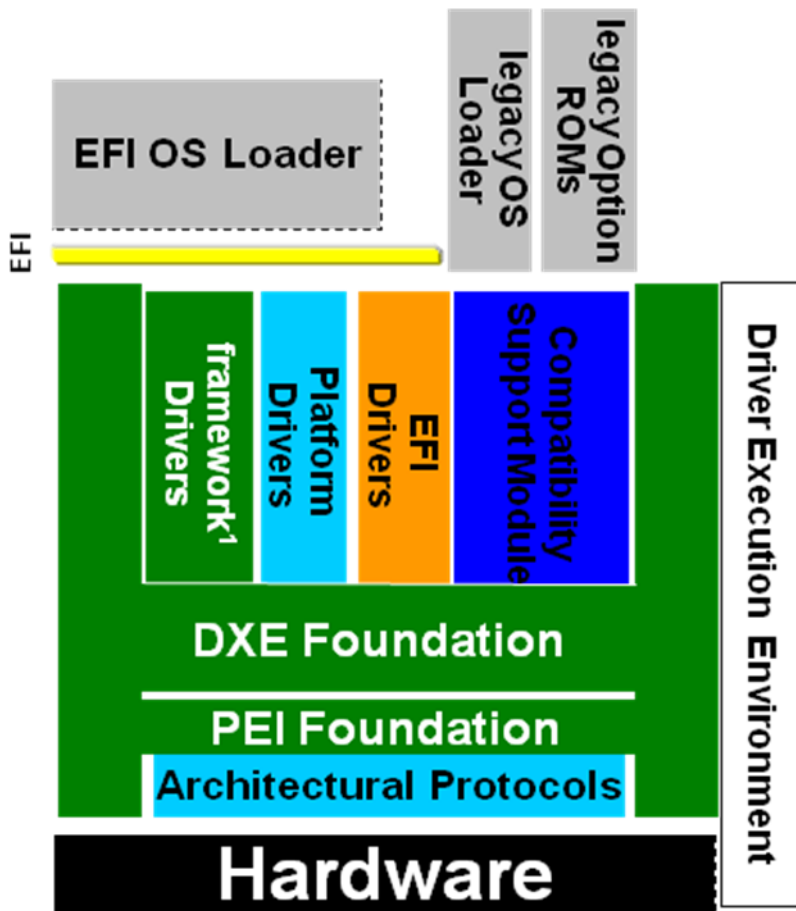 legacy Option
ROMs
legacy OS
Loader
EFI OS Loader
EFI
framework¹
Drivers
Platform
Drivers
EFI
Drivers
Compatibility
Support Module
Driver Execution Environment
DXE Foundation
PEI Foundation
Architectural Protocols
Hardware